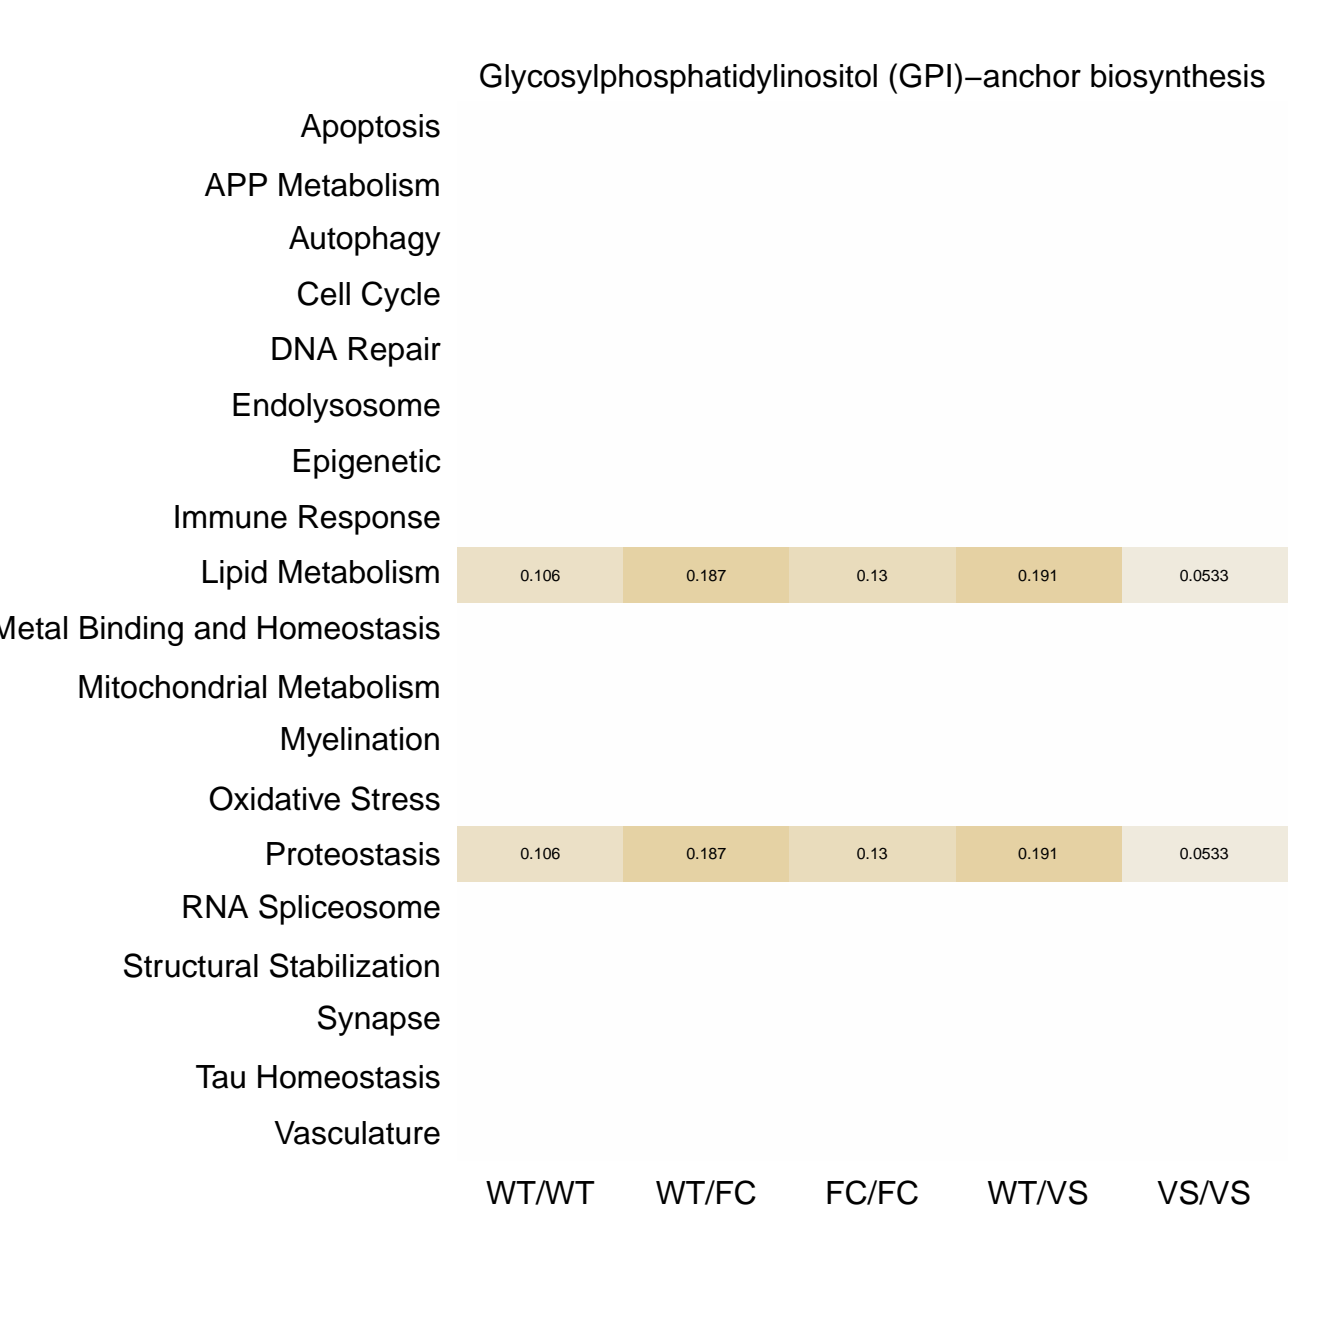 Glycosylphosphatidylinositol (GPI)−anchor biosynthesis
Apoptosis
APP Metabolism
Autophagy
Cell Cycle
DNA Repair
Endolysosome
Epigenetic
Immune Response
Lipid Metabolism 0.106 0.187 0.13 0.191 0.0533
Metal Binding and Homeostasis
Mitochondrial Metabolism
Myelination
Oxidative Stress
Proteostasis 0.106 0.187 0.13 0.191 0.0533
RNA Spliceosome
Structural Stabilization
Synapse
Tau Homeostasis
Vasculature
WT/WT WT/FC FC/FC WT/VS VS/VS